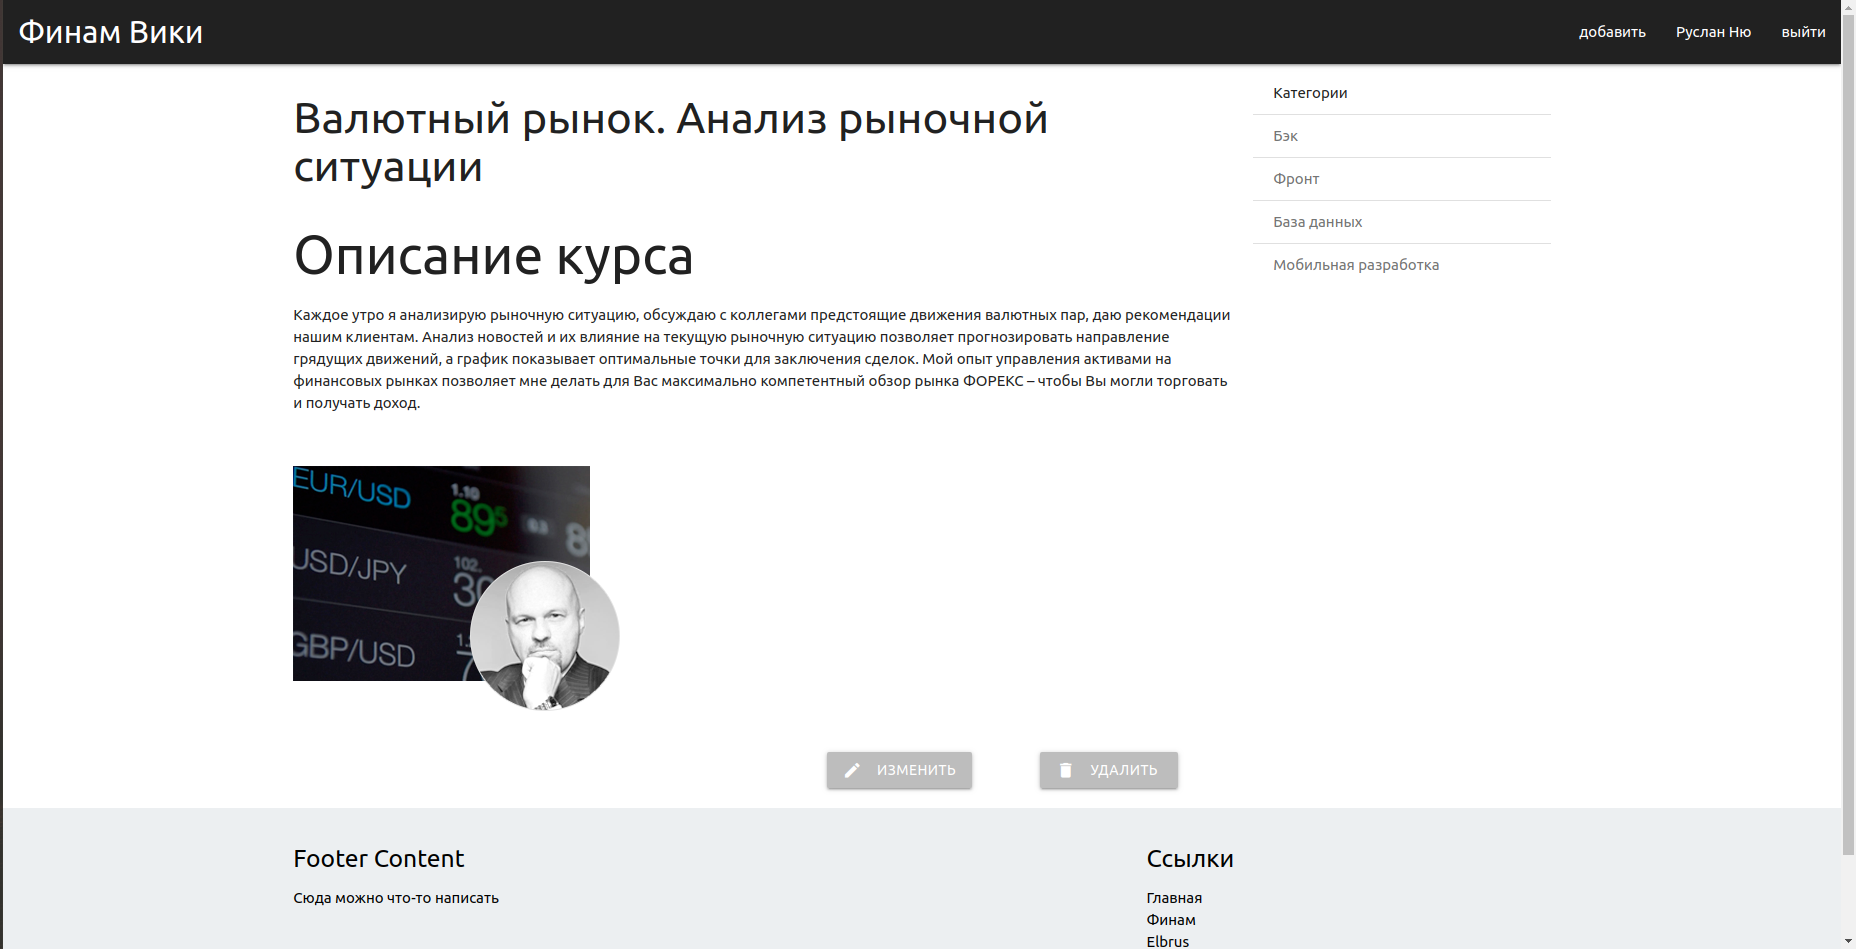 Финам Вики
добавить
Руслан Ню
выйти
Валютный рынок. Анализ рыночной
ситуации
Описание курса
Каждое утро я анализирую рыночную ситуацию, обсуждаю с коллегами предстоящие движения валютных пар, даю рекомендации
нашим клиентам. Анализ новостей и их влияние на текущую рыночную ситуацию позволяет прогнозировать направление
грядущих движений, а график показывает оптимальные точки для заключения сделок. Мой опыт управления активами на
финансовых рынках позволяет мне делать для Вас максимально компетентный обзор рынка ФОРЕКС – чтобы Вы могли торговать
и получать доход.
Категории
Бэк
Фронт
База данных
Мобильная разработка
EUR/USD
1.10
895
0.3
USD/JPY
102.
30
GBP/USD
ИЗМЕНИТЬ
УДАЛИТЬ
Footer Content
Сюда можно что-то написать
Ссылки
Главная
Финам
Elbrus